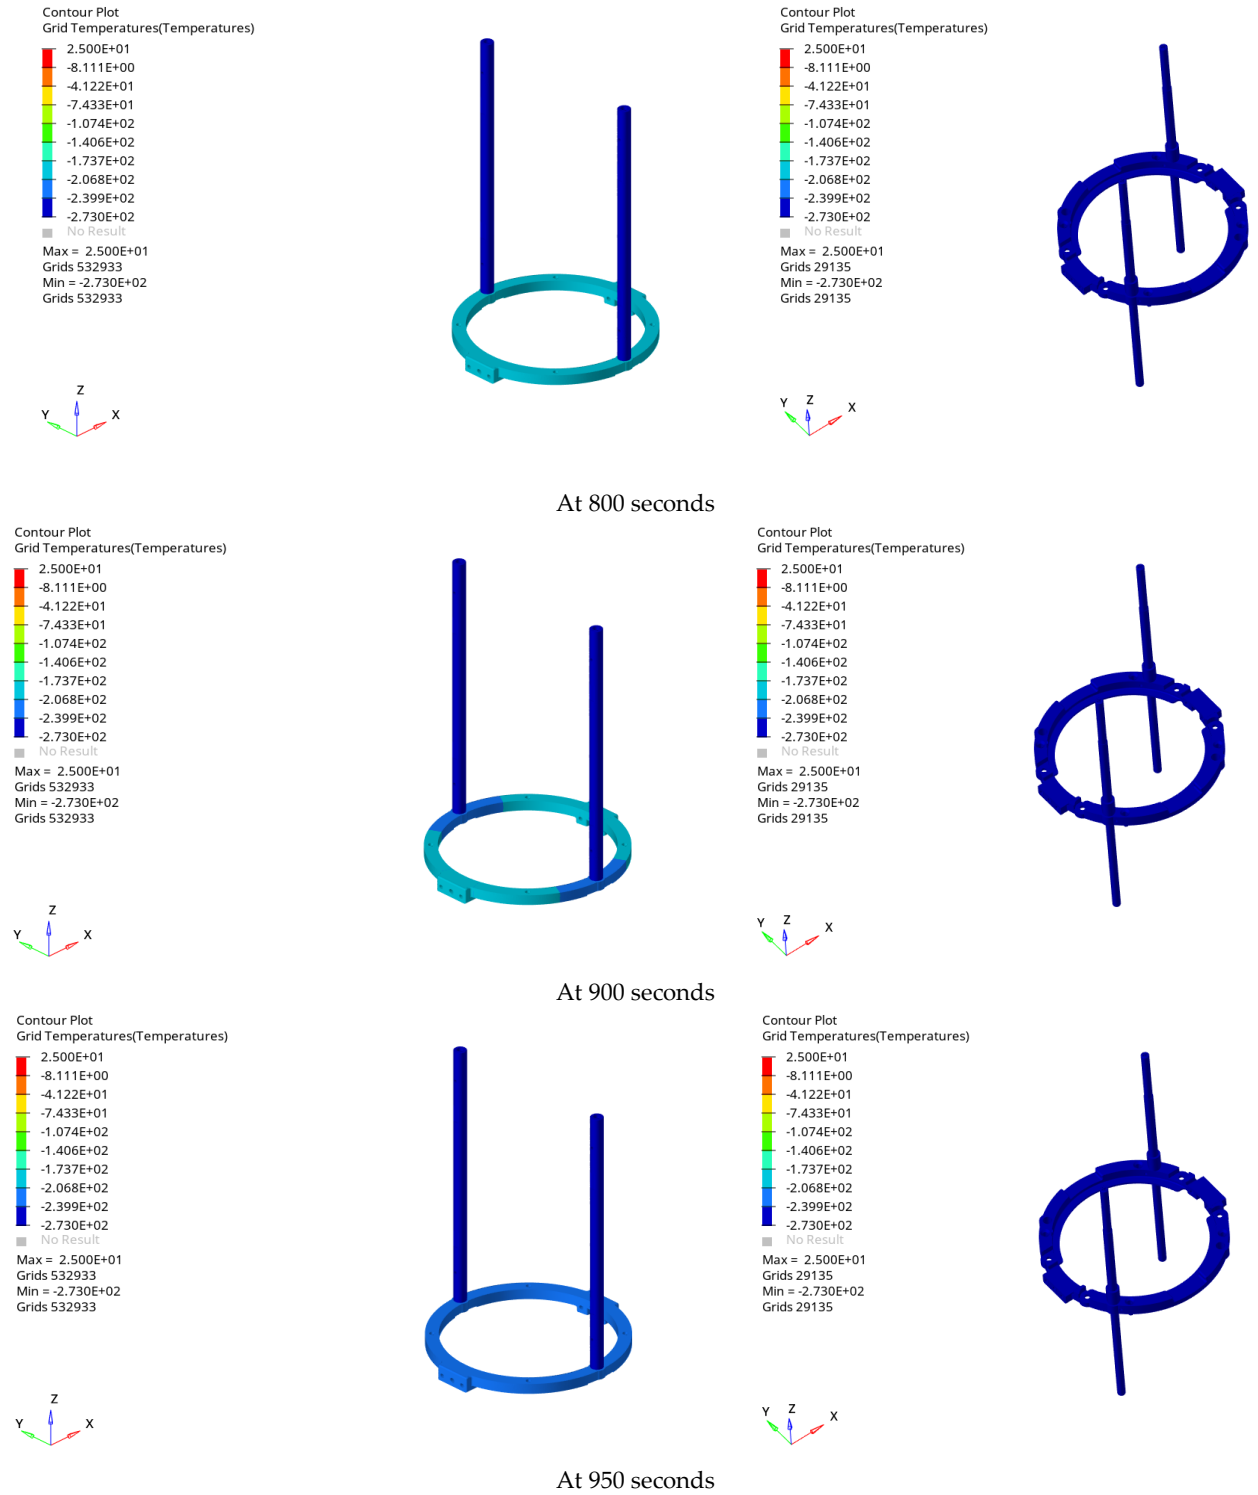 Contour Plot
Grid Temperatures(Temperatures)
2.500E+01
-8.111E+00
-4.122E+01
-7.433E+01
-1.074E+02
-1.406E+02
-1.737E+02
-2.068E+02
-2.399E+02
-2.730E+02
No Result
Max = 2.500E+01
Grids 532933
Min = -2.730E+02
Grids 532933
Z
Y
X
Contour Plot
Grid Temperatures(Temperatures)
2.500E+01
-8.111E+00
-4.122E+01
-7.433E+01
-1.074E+02
-1.406E+02
-1.737E+02
-2.068E+02
-2.399E+02
-2.730E+02
No Result
Max = 2.500E+01
Grids 29135
Min = -2.730E+02
Grids 29135
Y
Z
X
At 800 seconds
Contour Plot
Grid Temperatures(Temperatures)
2.500E+01
-8.111E+00
-4.122E+01
-7.433E+01
-1.074E+02
-1.406E+02
-1.737E+02
-2.068E+02
-2.399E+02
-2.730E+02
No Result
Max = 2.500E+01
Grids 532933
Min = -2.730E+02
Grids 532933
Z
Y
X
Contour Plot
Grid Temperatures(Temperatures)
2.500E+01
-8.111E+00
-4.122E+01
-7.433E+01
-1.074E+02
-1.406E+02
-1.737E+02
-2.068E+02
-2.399E+02
-2.730E+02
No Result
Max = 2.500E+01
Grids 29135
Min = -2.730E+02
Grids 29135
Y
Z
X
At 900 seconds
Contour Plot
Grid Temperatures(Temperatures)
2.500E+01
-8.111E+00
-4.122E+01
-7.433E+01
-1.074E+02
-1.406E+02
-1.737E+02
-2.068E+02
-2.399E+02
-2.730E+02
No Result
Max = 2.500E+01
Grids 532933
Min = -2.730E+02
Grids 532933
Z
Y
X
Contour Plot
Grid Temperatures(Temperatures)
2.500E+01
-8.111E+00
-4.122E+01
-7.433E+01
-1.074E+02
-1.406E+02
-1.737E+02
-2.068E+02
-2.399E+02
-2.730E+02
No Result
Max = 2.500E+01
Grids 29135
Min = -2.730E+02
Grids 29135
Y
Z
X
At 950 seconds